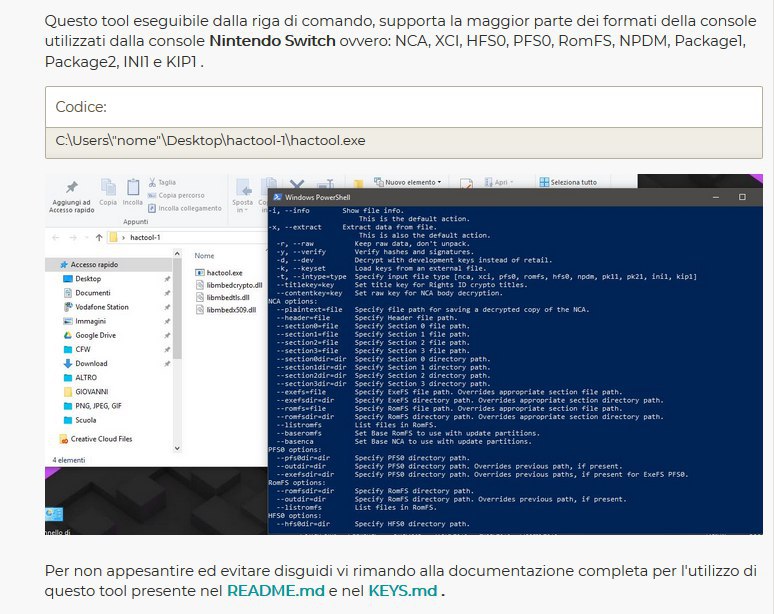 Questo tool eseguibile dalla riga di comando, supporta la maggior parte dei formati della console
utilizzati dalla console Nintendo Switch ovvero: NCA, XCI, HFS0, PFS0, RomFS, NPDM, Package1,
Package2, INI1 e KIP1 .
Codice:
C:\Users\"nome"\Desktop\hactool-1\hactool.exe
Aggiungi ad
Accesso rapido
Copia
Incolla
Taglia
Copia percorso
Incolla collegamento
Appunti
Sposta
in
Nuovo elemento
Apri
Seleziona tutto
hactool-1
Accesso rapido
Desktop
Documenti
Vodafone Station
Immagini
Google Drive
CFW
Download
ALTRO
GIOVANNI
PNG, JPEG, GIF
Scuola
Creative Cloud Files
4 elementi
Nome
hactool.exe
libmbedcrypto.dll
libmbedtls.dll
libmbedx509.dll
Windows PowerShell
-i, --info Show file info.
This is the default action.
-x, --extract Extract data from file.
This is also the default action.
-r, --raw Keep raw data, don't unpack.
-y, --verify Verify hashes and signatures.
-d, --dev Decrypt with development keys instead of retail.
-k, --keyset Load keys from an external file.
-t, --intype=type Specify input file type [nca, xci, pfs0, romfs, hfs0, npdm, pk11, pk21, ini1, kip1]
--titlekey=key Set title key for Rights ID crypto titles.
--contentkey=key Set raw key for NCA body decryption.
NCA options:
--plaintext=file Specify file path for saving a decrypted copy of the NCA.
--header=file Specify Header file path.
--section0=file Specify Section 0 file path.
--section1=file Specify Section 1 file path.
--section2=file Specify Section 2 file path.
--section3=file Specify Section 3 file path.
--section0dir=dir Specify Section 0 directory path.
--section1dir=dir Specify Section 1 directory path.
--section2dir=dir Specify Section 2 directory path.
--section3dir=dir Specify Section 3 directory path.
--exefs=file Specify ExeFS file path. Overrides appropriate section file path.
--exefsdir=dir Specify ExeFS directory path. Overrides appropriate section directory path.
--romfs=file Specify RomFS file path. Overrides appropriate section file path.
--romfsdir=dir Specify RomFS directory path. Overrides appropriate section directory path.
--listromfs List files in RomFS.
--baseromfs Set Base RomFS to use with update partitions.
--basenca Set Base NCA to use with update partitions.
PFS0 options:
--pfs0dir=dir Specify PFS0 directory path.
--outdir=dir Specify PFS0 directory path. Overrides previous path, if present.
--exefsdir=dir Specify PFS0 directory path. Overrides previous paths, if present for ExeFS PFS0.
RomFS options:
--romfsdir=dir Specify RomFS directory path.
--outdir=dir Specify RomFS directory path. Overrides previous path, if present.
--listromfs List files in RomFS.
HFS0 options:
--hfs0dir=dir Specify HFS0 directory path.
nnello di
Per non appesantire ed evitare disguidi vi rimando alla documentazione completa per l'utilizzo di
questo tool presente nel README.md e nel KEYS.md .